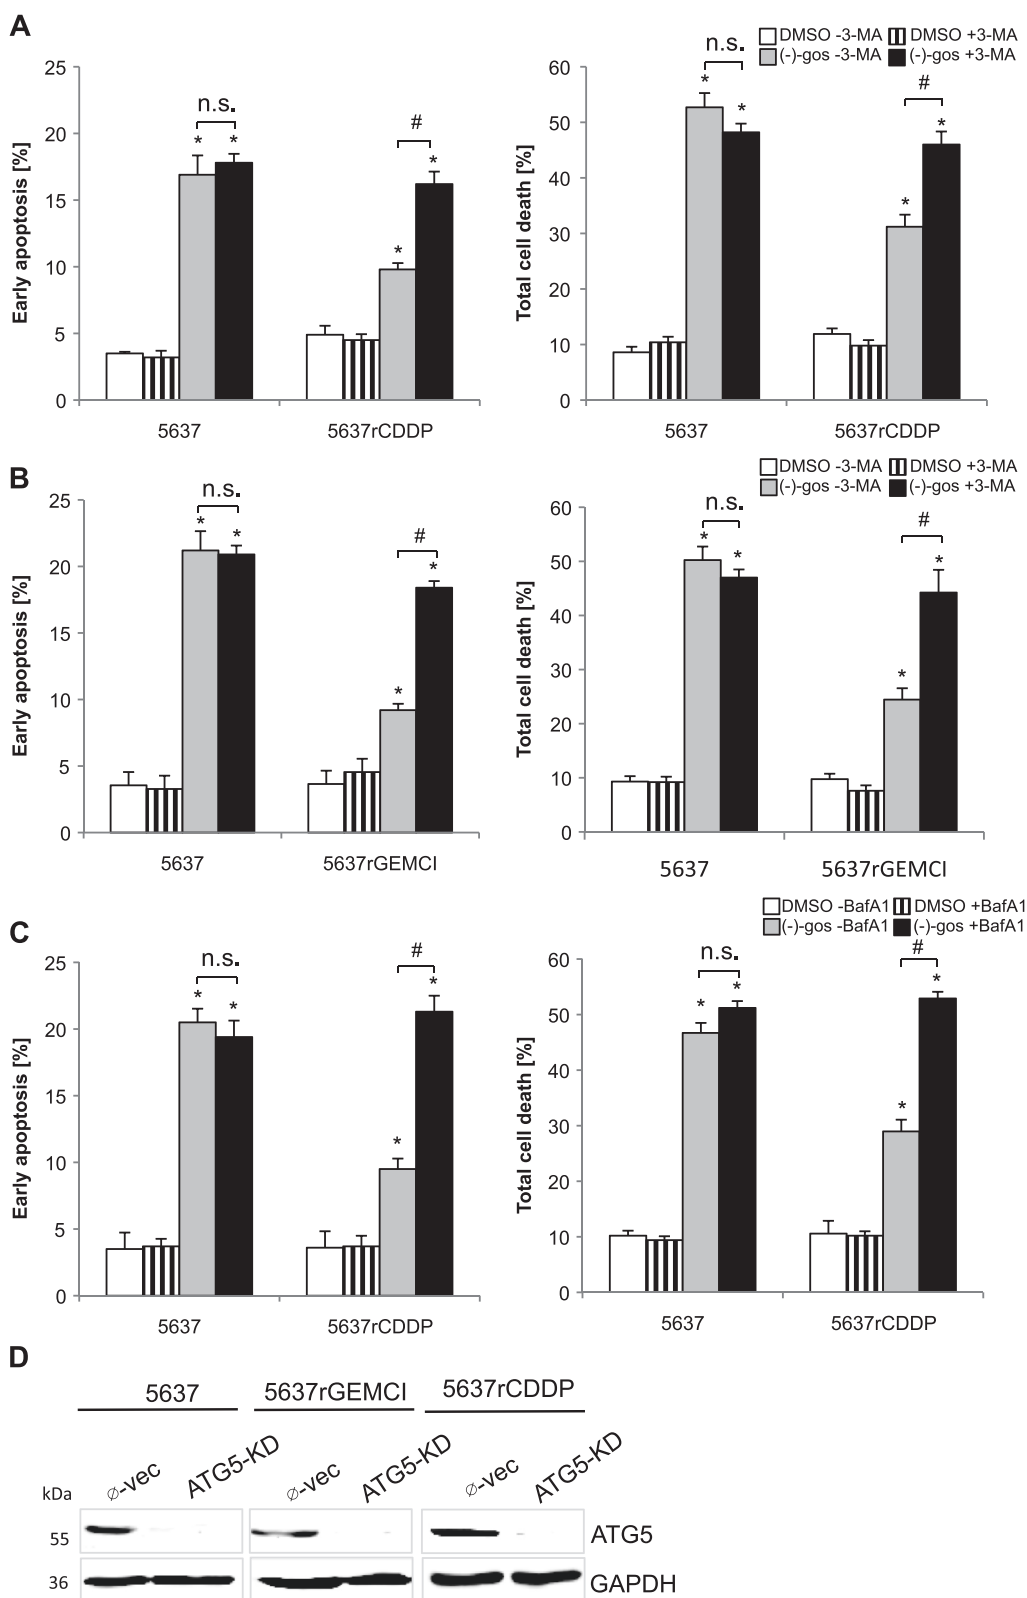 A
DMSO -3-MA DMSO +3-MA
(-)-gos -3-MA (-)-gos +3-MA
Early apoptosis [%]
25
20
15
10
5
0
n.s.
* *
#
*
*
5637 5637rCDDP
Total cell death [%]
60
50
40
30
20
10
0
n.s.
*
*
#
*
*
5637 5637rCDDP
B
DMSO -3-MA DMSO +3-MA
(-)-gos -3-MA (-)-gos +3-MA
Early apoptosis [%]
25
20
15
10
5
0
n.s.
* *
#
*
*
5637 5637rGEMCI
Total cell death [%]
60
50
40
30
20
10
0
n.s.
*
*
#
*
*
5637 5637rGEMCI
C
DMSO -BafA1 DMSO +BafA1
(-)-gos -BafA1 (-)-gos +BafA1
Early apoptosis [%]
25
20
15
10
5
0
n.s.
*
*
#
*
*
5637 5637rCDDP
Total cell death [%]
60
50
40
30
20
10
0
n.s.
*
*
#
*
*
5637 5637rCDDP
D
5637 5637rGEMCI 5637rCDDP
kDa ø-vec ATG5-KD ø-vec ATG5-KD ø-vec ATG5-KD
55 ATG5
36 GAPDH